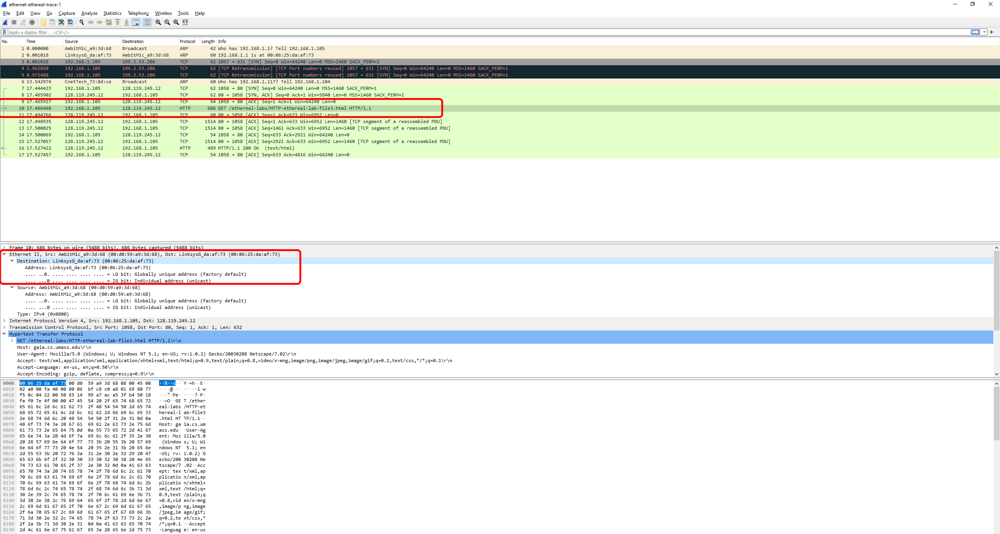 ethernet-ethereal-trace-1
File Edit View Go Capture Analyze Statistics Telephony Wireless Tools Help
Apply a display filter ... <Ctrl-/>
No. Time Source Destination Protocol Length Info
1 0.000000 AmbitMic_a9:3d:68 Broadcast ARP 42 Who has 192.168.1.1? Tell 192.168.1.105
2 0.001018 LinksysG_da:af:73 AmbitMic_a9:3d:68 ARP 60 192.168.1.1 is at 00:06:25:da:af:73
3 0.001028 192.168.1.105 199.2.53.206 TCP 62 1057 → 631 [SYN] Seq=0 Win=64240 Len=0 MSS=1460 SACK_PERM=1
4 2.962850 192.168.1.105 199.2.53.206 TCP 62 [TCP Retransmission] [TCP Port numbers reused] 1057 → 631 [SYN] Seq=0 Win=64240 Len=0 MSS=1460 SACK_PERM=1
5 8.971488 192.168.1.105 199.2.53.206 TCP 62 [TCP Retransmission] [TCP Port numbers reused] 1057 → 631 [SYN] Seq=0 Win=64240 Len=0 MSS=1460 SACK_PERM=1
6 13.542974 CnetTech_73:8d:ce Broadcast ARP 60 Who has 192.168.1.117? Tell 192.168.1.104
7 17.444423 192.168.1.105 128.119.245.12 TCP 62 1058 → 80 [SYN] Seq=0 Win=64240 Len=0 MSS=1460 SACK_PERM=1
8 17.465902 128.119.245.12 192.168.1.105 TCP 62 80 → 1058 [SYN, ACK] Seq=0 Ack=1 Win=5840 Len=0 MSS=1460 SACK_PERM=1
9 17.465927 192.168.1.105 128.119.245.12 TCP 54 1058 → 80 [ACK] Seq=1 Ack=1 Win=64240 Len=0
10 17.466468 192.168.1.105 128.119.245.12 HTTP 686 GET /ethereal-labs/HTTP-ethereal-lab-file3.html HTTP/1.1
11 17.494766 128.119.245.12 192.168.1.105 TCP 60 80 → 1058 [ACK] Seq=1 Ack=633 Win=6952 Len=0
12 17.498935 128.119.245.12 192.168.1.105 TCP 1514 80 → 1058 [ACK] Seq=1 Ack=633 Win=6952 Len=1460 [TCP segment of a reassembled PDU]
13 17.500025 128.119.245.12 192.168.1.105 TCP 1514 80 → 1058 [ACK] Seq=1461 Ack=633 Win=6952 Len=1460 [TCP segment of a reassembled PDU]
14 17.500069 192.168.1.105 128.119.245.12 TCP 54 1058 → 80 [ACK] Seq=633 Ack=2921 Win=64240 Len=0
15 17.527057 128.119.245.12 192.168.1.105 TCP 1514 80 → 1058 [ACK] Seq=2921 Ack=633 Win=6952 Len=1460 [TCP segment of a reassembled PDU]
16 17.527422 128.119.245.12 192.168.1.105 HTTP 489 HTTP/1.1 200 OK (text/html)
17 17.527457 192.168.1.105 128.119.245.12 TCP 54 1058 → 80 [ACK] Seq=633 Ack=4816 Win=64240 Len=0
Frame 10: 686 bytes on wire (5488 bits), 686 bytes captured (5488 bits)
Ethernet II, Src: AmbitMic_a9:3d:68 (00:d0:59:a9:3d:68), Dst: LinksysG_da:af:73 (00:06:25:da:af:73)
Destination: LinksysG_da:af:73 (00:06:25:da:af:73)
Address: LinksysG_da:af:73 (00:06:25:da:af:73)
.... ..0. .... .... .... .... = LG bit: Globally unique address (factory default)
.... ...0 .... .... .... .... = IG bit: Individual address (unicast)
Source: AmbitMic_a9:3d:68 (00:d0:59:a9:3d:68)
Address: AmbitMic_a9:3d:68 (00:d0:59:a9:3d:68)
.... ..0. .... .... .... .... = LG bit: Globally unique address (factory default)
.... ...0 .... .... .... .... = IG bit: Individual address (unicast)
Type: IPv4 (0x0800)
Internet Protocol Version 4, Src: 192.168.1.105, Dst: 128.119.245.12
Transmission Control Protocol, Src Port: 1058, Dst Port: 80, Seq: 1, Ack: 1, Len: 632
Hypertext Transfer Protocol
GET /ethereal-labs/HTTP-ethereal-lab-file3.html HTTP/1.1\r\n
Host: gaia.cs.umass.edu\r\n
User-Agent: Mozilla/5.0 (Windows; U; Windows NT 5.1; en-US; rv:1.0.2) Gecko/20030208 Netscape/7.02\r\n
Accept: text/xml,application/xml,application/xhtml+xml,text/html;q=0.9,text/plain;q=0.8,video/x-mng,image/png,image/jpeg,image/gif;q=0.2,text/css,*/*;q=0.1\r\n
Accept-Language: en-us, en;q=0.50\r\n
Accept-Encoding: gzip, deflate, compress;q=0.9\r\n
0000 00 06 25 da af 73 00 d0 59 a9 3d 68 08 00 45 00 ··%··s·· Y·=h··E·
0010 02 a0 00 fa 40 00 80 06 bf c8 c0 a8 01 69 80 77 ····@··· ·····i·w
0020 f5 0c 04 22 00 50 65 14 99 a7 ac a5 3f b4 50 18 ···"·Pe· ····?·P·
0030 fa f0 7e 4f 00 00 47 45 54 20 2f 65 74 68 65 72 ··~O··GE T /ether
0040 65 61 6c 2d 6c 61 62 73 2f 48 54 54 50 2d 65 74 eal-labs /HTTP-et
0050 68 65 72 65 61 6c 2d 6c 61 62 2d 66 69 6c 65 33 hereal-l ab-file3
0060 2e 68 74 6d 6c 20 48 54 54 50 2f 31 2e 31 0d 0a .html HT TP/1.1··
0070 48 6f 73 74 3a 20 67 61 69 61 2e 63 73 2e 75 6d Host: ga ia.cs.um
0080 61 73 73 2e 65 64 75 0d 0a 55 73 65 72 2d 41 67 ass.edu· ·User-Ag
0090 65 6e 74 3a 20 4d 6f 7a 69 6c 6c 61 2f 35 2e 30 ent: Moz illa/5.0
00a0 20 28 57 69 6e 64 6f 77 73 3b 20 55 3b 20 57 69 (Window s; U; Wi
00b0 6e 64 6f 77 73 20 4e 54 20 35 2e 31 3b 20 65 6e ndows NT 5.1; en
00c0 2d 55 53 3b 20 72 76 3a 31 2e 30 2e 32 29 20 47 -US; rv: 1.0.2) G
00d0 65 63 6b 6f 2f 32 30 30 33 30 32 30 38 20 4e 65 ecko/200 30208 Ne
00e0 74 73 63 61 70 65 2f 37 2e 30 32 0d 0a 41 63 63 tscape/7 .02··Acc
00f0 65 70 74 3a 20 74 65 78 74 2f 78 6d 6c 2c 61 70 ept: tex t/xml,ap
0100 70 6c 69 63 61 74 69 6f 6e 2f 78 6d 6c 2c 61 70 plicatio n/xml,ap
0110 70 6c 69 63 61 74 69 6f 6e 2f 78 68 74 6d 6c 2b plicatio n/xhtml+
0120 78 6d 6c 2c 74 65 78 74 2f 68 74 6d 6c 3b 71 3d xml,text /html;q=
0130 30 2e 39 2c 74 65 78 74 2f 70 6c 61 69 6e 3b 71 0.9,text /plain;q
0140 3d 30 2e 38 2c 76 69 64 65 6f 2f 78 2d 6d 6e 67 =0.8,vid eo/x-mng
0150 2c 69 6d 61 67 65 2f 70 6e 67 2c 69 6d 61 67 65 ,image/p ng,image
0160 2f 6a 70 65 67 2c 69 6d 61 67 65 2f 67 69 66 3b /jpeg,im age/gif;
0170 71 3d 30 2e 32 2c 74 65 78 74 2f 63 73 73 2c 2a q=0.2,te xt/css,*
0180 2f 2a 3b 71 3d 30 2e 31 0d 0a 41 63 63 65 70 74 /*;q=0.1 ··Accept
0190 2d 4c 61 6e 67 75 61 67 65 3a 20 65 6e 2d 75 73 -Languag e: en-us